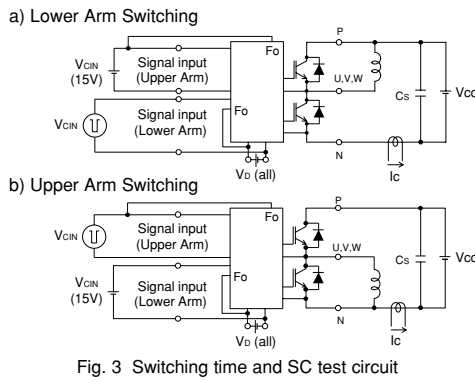 a) Lower Arm Switching
P
Fo
VCIN
(15V)
Signal input
(Upper Arm)
U,V,W
CS
VCC
Signal input
(Lower Arm)
Fo
VCIN
N
VD (all)
Ic
b) Upper Arm Switching
P
Fo
VCIN
Signal input
(Upper Arm)
U,V,W
CS
VCC
Fo
VCIN
(15V)
Signal input
(Lower Arm)
N
VD (all)
Ic
Fig. 3 Switching time and SC test circuit